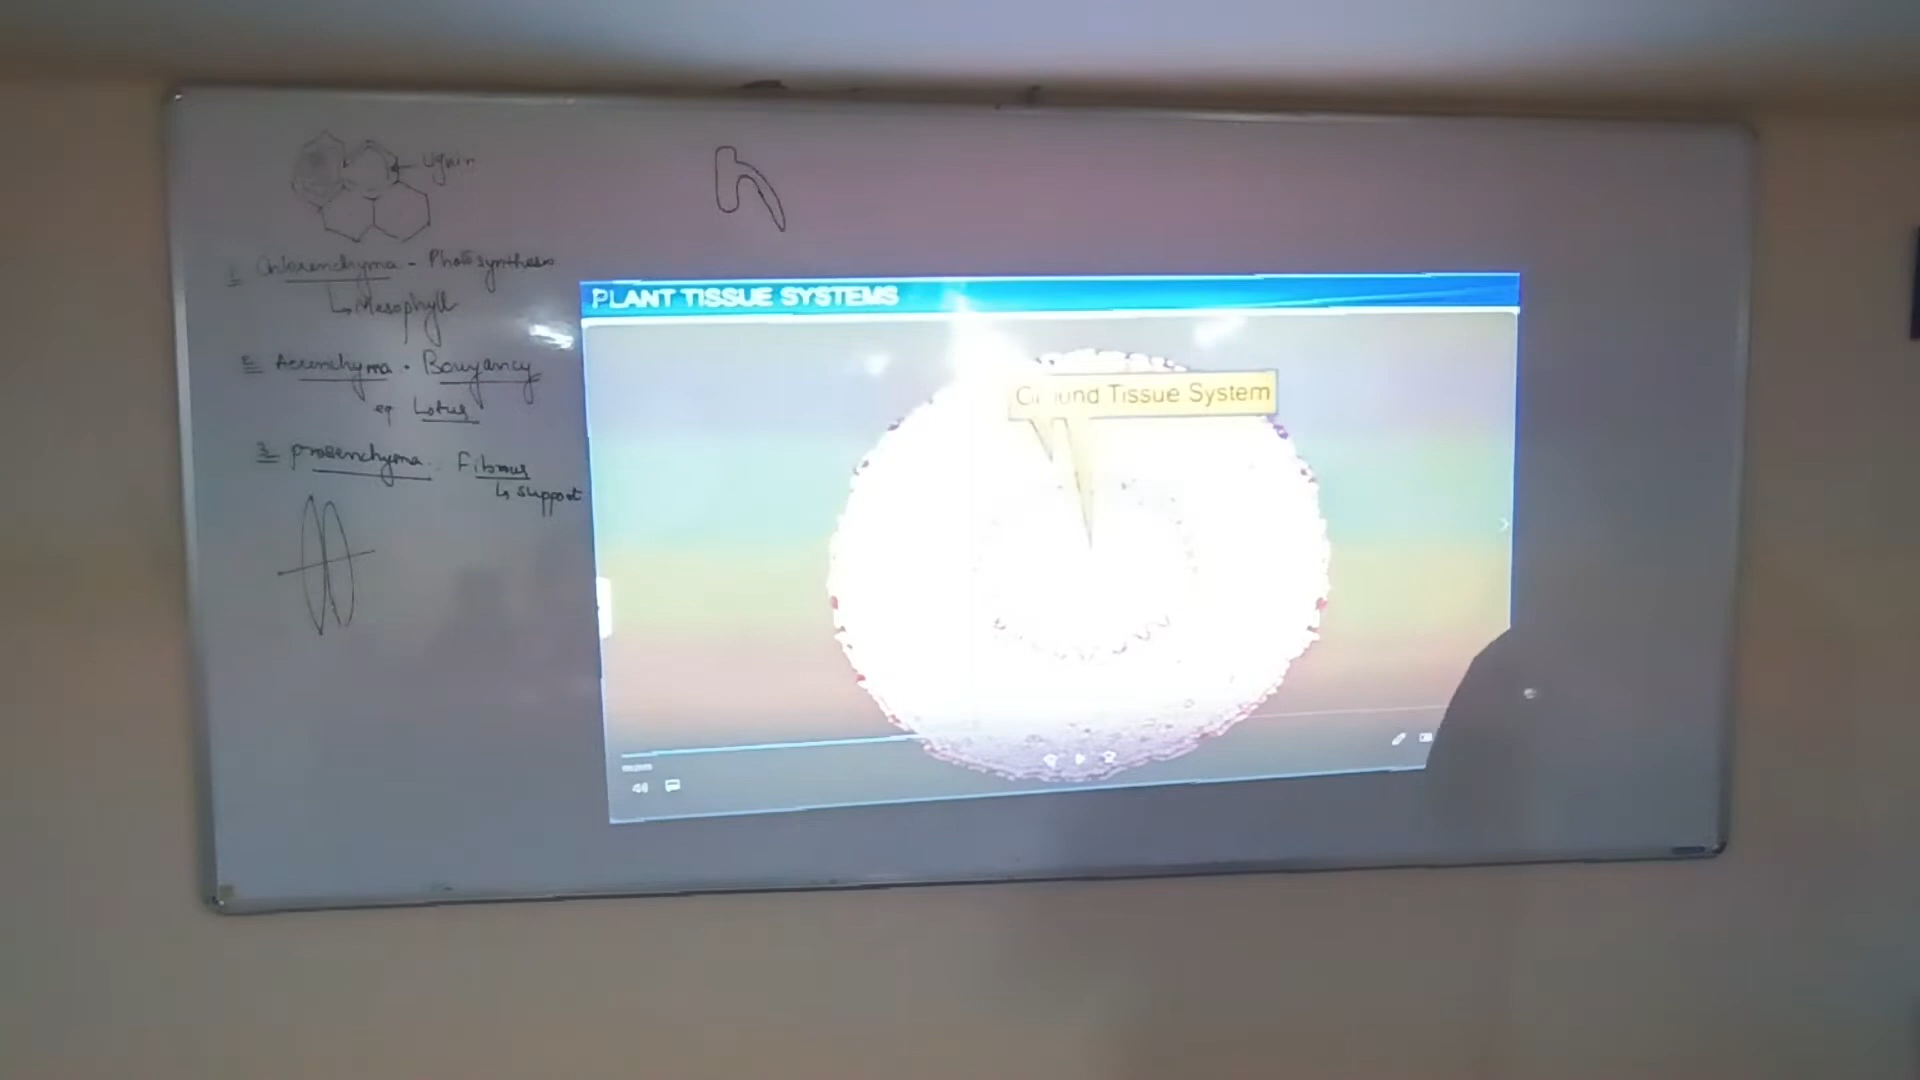 Lignin
1 Chlorenchyma - Photosynthesis
↳ Mesophyll
2 Aerenchyma - Bouyancy
eg Lotus
3 prosenchyma. Fibrous
↳ support
PLANT TISSUE SYSTEMS
Ground Tissue System